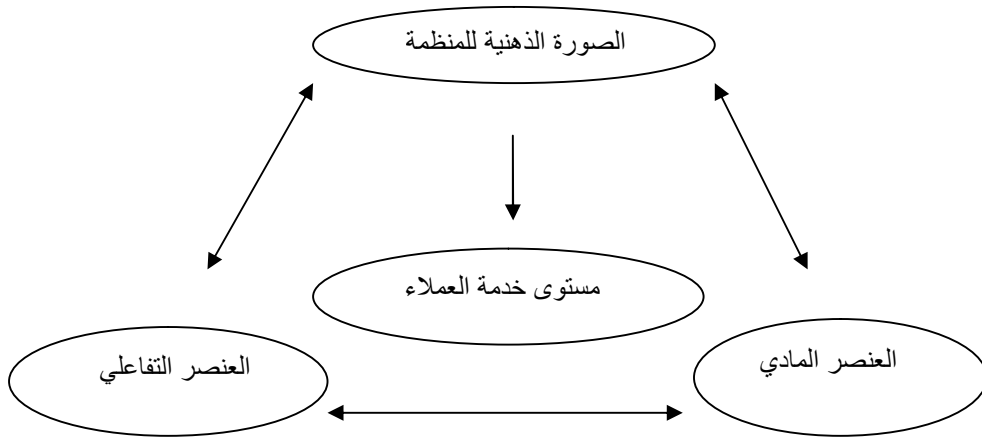 الصورة الذهنية للمنظمة
مستوى خدمة العملاء
العنصر المادي
العنصر التفاعلي